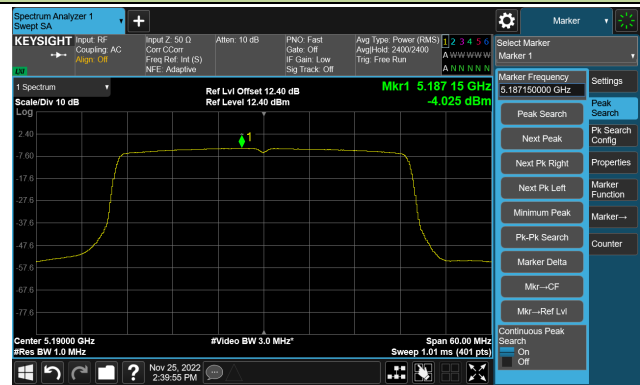 Spectrum Analyzer 1
Swept SA
Marker
KEYSIGHT
Input: RF
Coupling: AC
Align: Off
Input Z: 50 Ω
Corr CCorr
Freq Ref: Int (S)
NFE: Adaptive
Atten: 10 dB
PNO: Fast
Gate: Off
IF Gain: Low
Sig Track: Off
Avg Type: Power (RMS)
Avg|Hold: 2400/2400
Trig: Free Run
1 2 3 4 5 6
A W W W W W
A N N N N N
Select Marker
Marker 1
1 Spectrum
Scale/Div 10 dB
Log
Ref Lvl Offset 12.40 dB
Ref Level 12.40 dBm
Mkr1 5.187 15 GHz
-4.025 dBm
2.40
-7.60
-17.6
-27.6
-37.6
-47.6
-57.6
-67.6
-77.6
1
Center 5.19000 GHz
#Res BW 1.0 MHz
#Video BW 3.0 MHz*
Span 60.00 MHz
Sweep 1.01 ms (401 pts)
Marker Frequency
5.187150000 GHz
Peak Search
Next Peak
Next Pk Right
Next Pk Left
Minimum Peak
Pk-Pk Search
Marker Delta
Mkr→CF
Mkr→Ref Lvl
Continuous Peak
Search
On
Off
Settings
Peak
Search
Pk Search
Config
Properties
Marker
Function
Marker→
Counter
?
Nov 25, 2022
2:39:55 PM